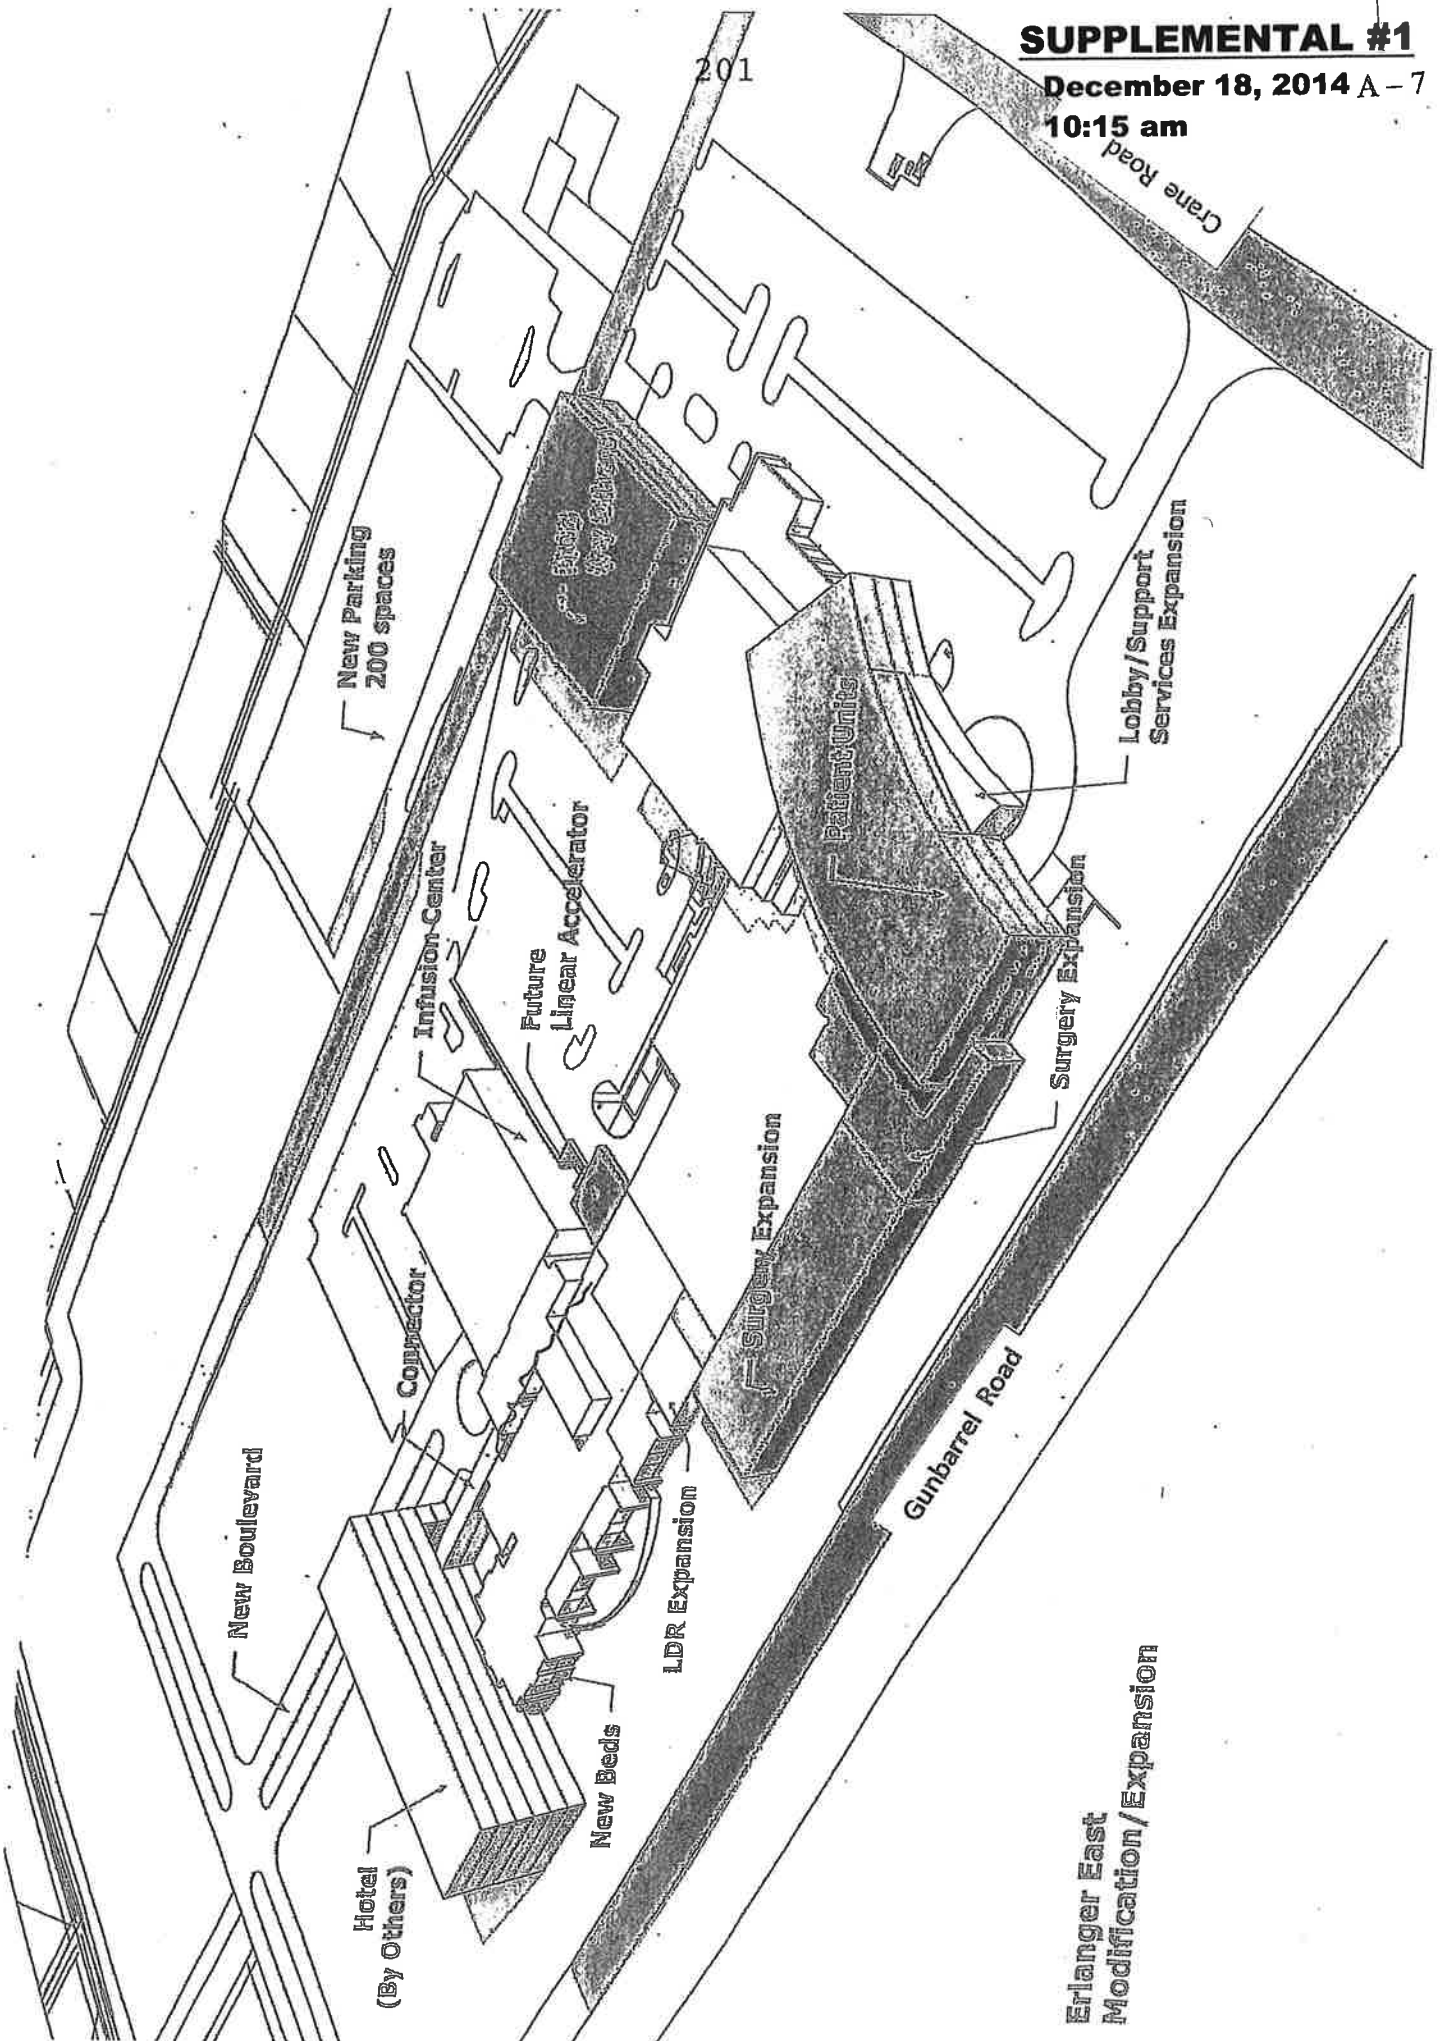 SUPPLEMENTAL #1
201
December 18, 2014 A-7
10:15 am
Crane Road
New Parking
200 spaces
Patient Units
Lobby/Support
Services Expansion
Infusion Center
Future
Linear Accelerator
Surgery Expansion
Surgery Expansion
Connector
Gunbarrel Road
New Boulevard
LDR Expansion
New Beds
Hotel
(By Others)
Erlanger East
Modification/Expansion